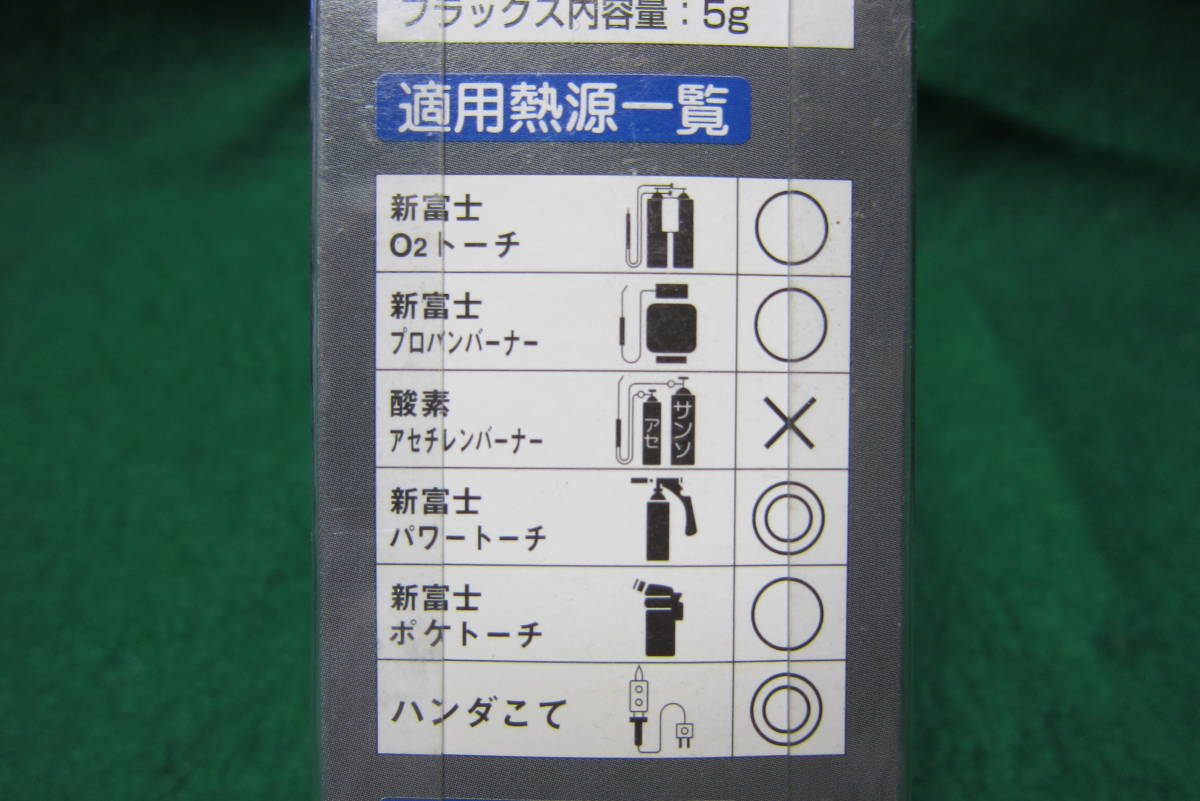 フラックス内容量：5g
適用熱源一覧
新富士
O2トーチ
○
新富士
プロパンバーナー
○
酸素
アセチレンバーナー
アセ
サンソ
×
新富士
パワートーチ
◎
新富士
ポケトーチ
○
ハンダこて
◎